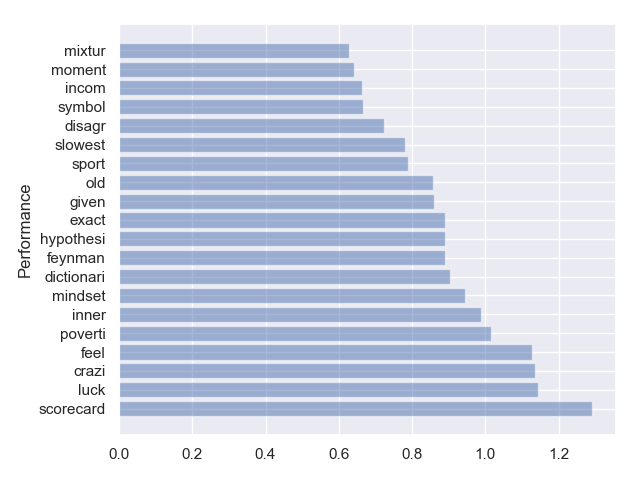 mixtur
moment
incom
symbol
disagr
slowest
sport
old
given
exact
hypothesi
feynman
dictionari
mindset
inner
poverti
feel
crazi
luck
scorecard
Performance
0.0 0.2 0.4 0.6 0.8 1.0 1.2